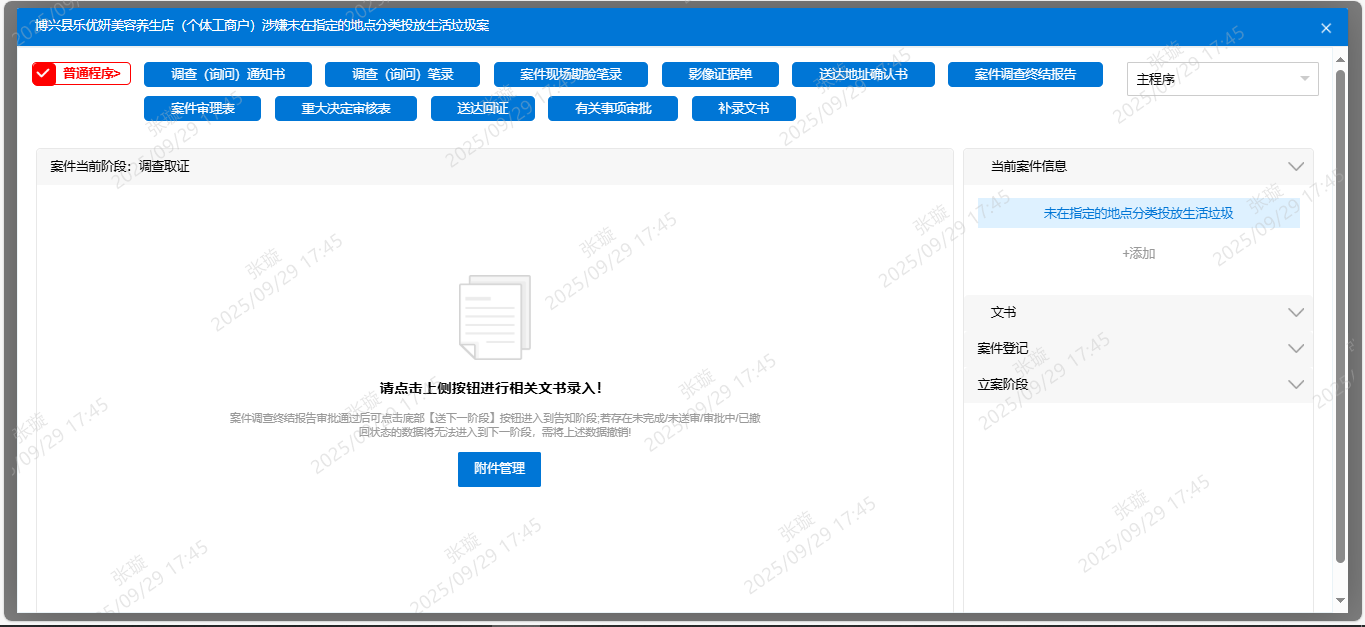 博兴县乐优妍美容养生店（个体工商户）涉嫌未在指定的地点分类投放生活垃圾案
普通程序> 调查（询问）通知书 调查（询问）笔录 案件现场勘验笔录 影像证据单 送达地址确认书 案件调查终结报告 主程序
案件审理表 重大决定审核表 送达回证 有关事项审批 补录文书
案件当前阶段：调查取证
请点击上侧按钮进行相关文书录入！
案件调查终结报告审批通过后可点击底部【送下一阶段】按钮进入到告知阶段;若存在未完成/未送审/审批中/已撤
回状态的数据将无法进入到下一阶段，需将上述数据撤销!
附件管理
当前案件信息
未在指定的地点分类投放生活垃圾
+添加
文书
案件登记
立案阶段
张璇
2025/09/29 17:45